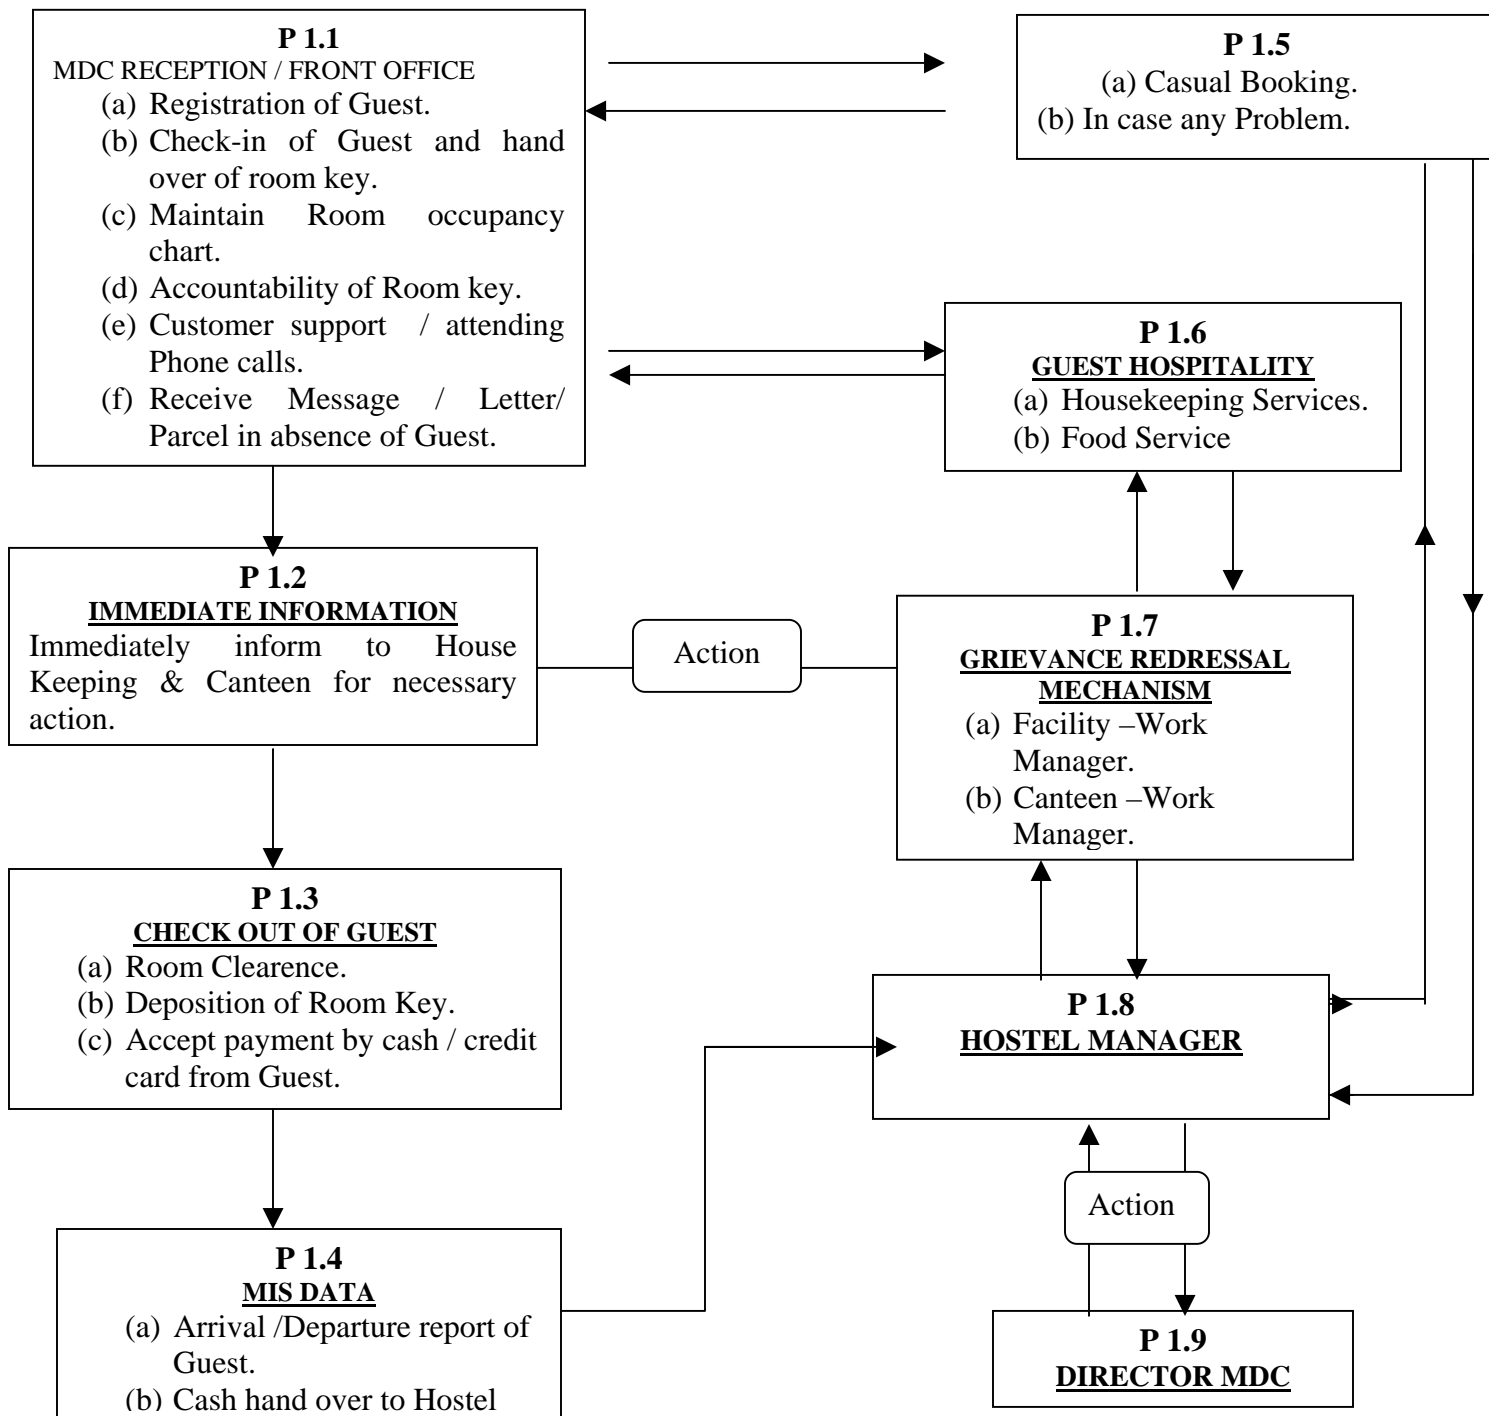 P 1.1
MDC RECEPTION / FRONT OFFICE
(a) Registration of Guest.
(b) Check-in of Guest and hand
over of room key.
(c) Maintain Room occupancy
chart.
(d) Accountability of Room key.
(e) Customer support / attending
Phone calls.
(f) Receive Message / Letter/
Parcel in absence of Guest.
P 1.5
(a) Casual Booking.
(b) In case any Problem.
P 1.6
GUEST HOSPITALITY
(a) Housekeeping Services.
(b) Food Service
P 1.2
IMMEDIATE INFORMATION
Immediately inform to House
Keeping & Canteen for necessary
action.
Action
P 1.7
GRIEVANCE REDRESSAL
MECHANISM
(a) Facility –Work
Manager.
(b) Canteen –Work
Manager.
P 1.3
CHECK OUT OF GUEST
(a) Room Clearence.
(b) Deposition of Room Key.
(c) Accept payment by cash / credit
card from Guest.
P 1.8
HOSTEL MANAGER
Action
P 1.4
MIS DATA
(a) Arrival /Departure report of
Guest.
(b) Cash hand over to Hostel
P 1.9
DIRECTOR MDC